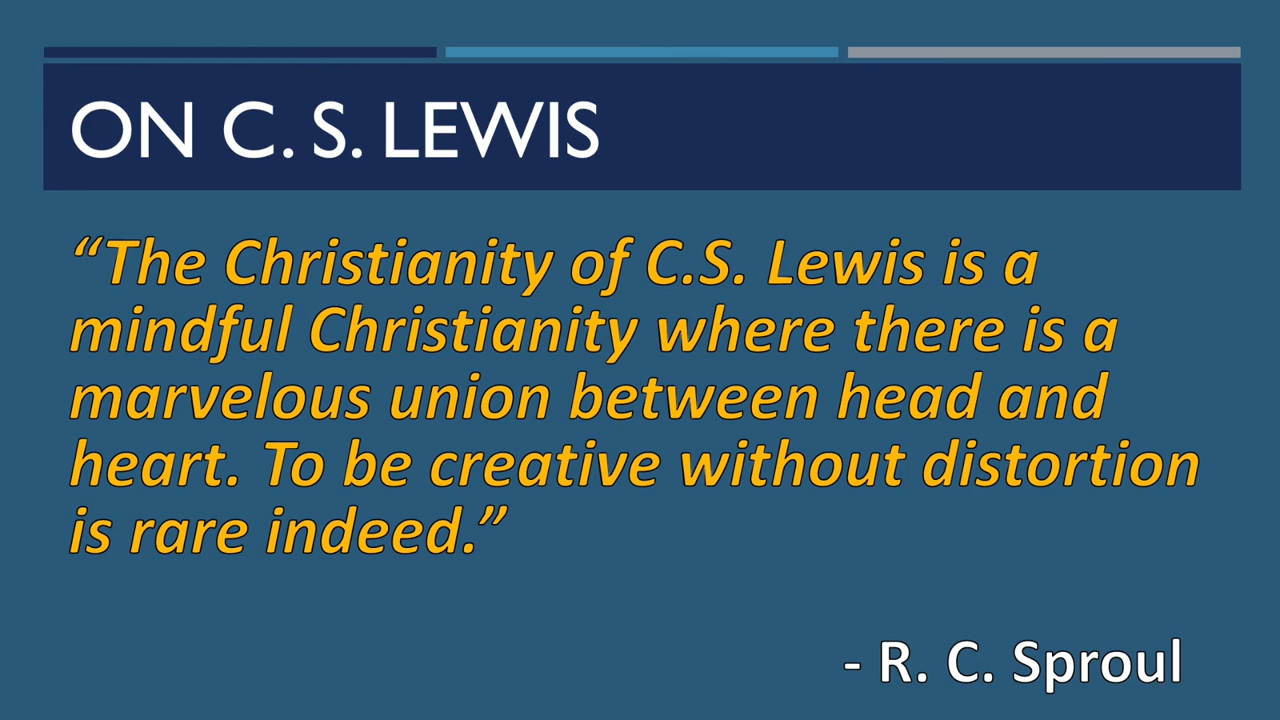 ON C. S. LEWIS
“The Christianity of C.S. Lewis is a
mindful Christianity where there is a
marvelous union between head and
heart. To be creative without distortion
is rare indeed.”
- R. C. Sproul